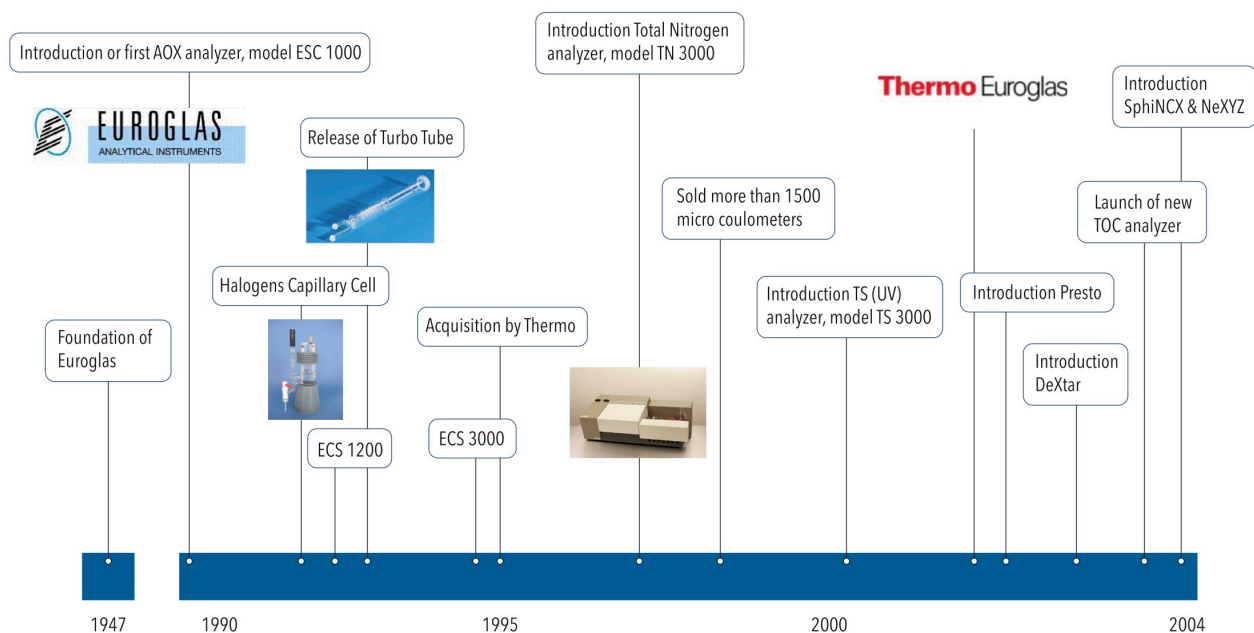 Introduction or first AOX analyzer, model ESC 1000
EUROGLAS
ANALYTICAL INSTRUMENTS
Release of Turbo Tube
Halogens Capillary Cell
Foundation of
Euroglas
ECS 1200
Acquisition by Thermo
ECS 3000
Introduction Total Nitrogen
analyzer, model TN 3000
Sold more than 1500
micro coulometers
Introduction TS (UV)
analyzer, model TS 3000
Thermo Euroglas
Introduction Presto
Introduction
DeXtar
Launch of new
TOC analyzer
Introduction
SphiNCX & NeXYZ
1947
1990
1995
2000
2004